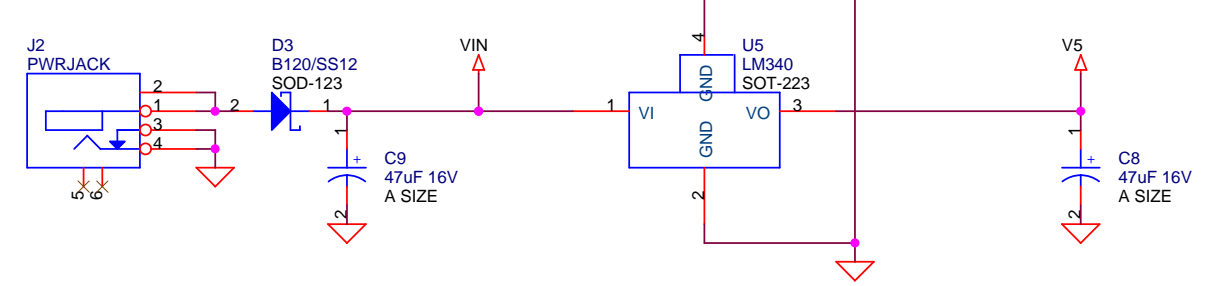 J2
PWRJACK
2
1
3
4
5
6
D3
B120/SS12
SOD-123
2
1
VIN
1
+
2
C9
47uF 16V
A SIZE
4
U5
LM340
SOT-223
GND
1
VI
VO
3
GND
2
V5
1
+
2
C8
47uF 16V
A SIZE